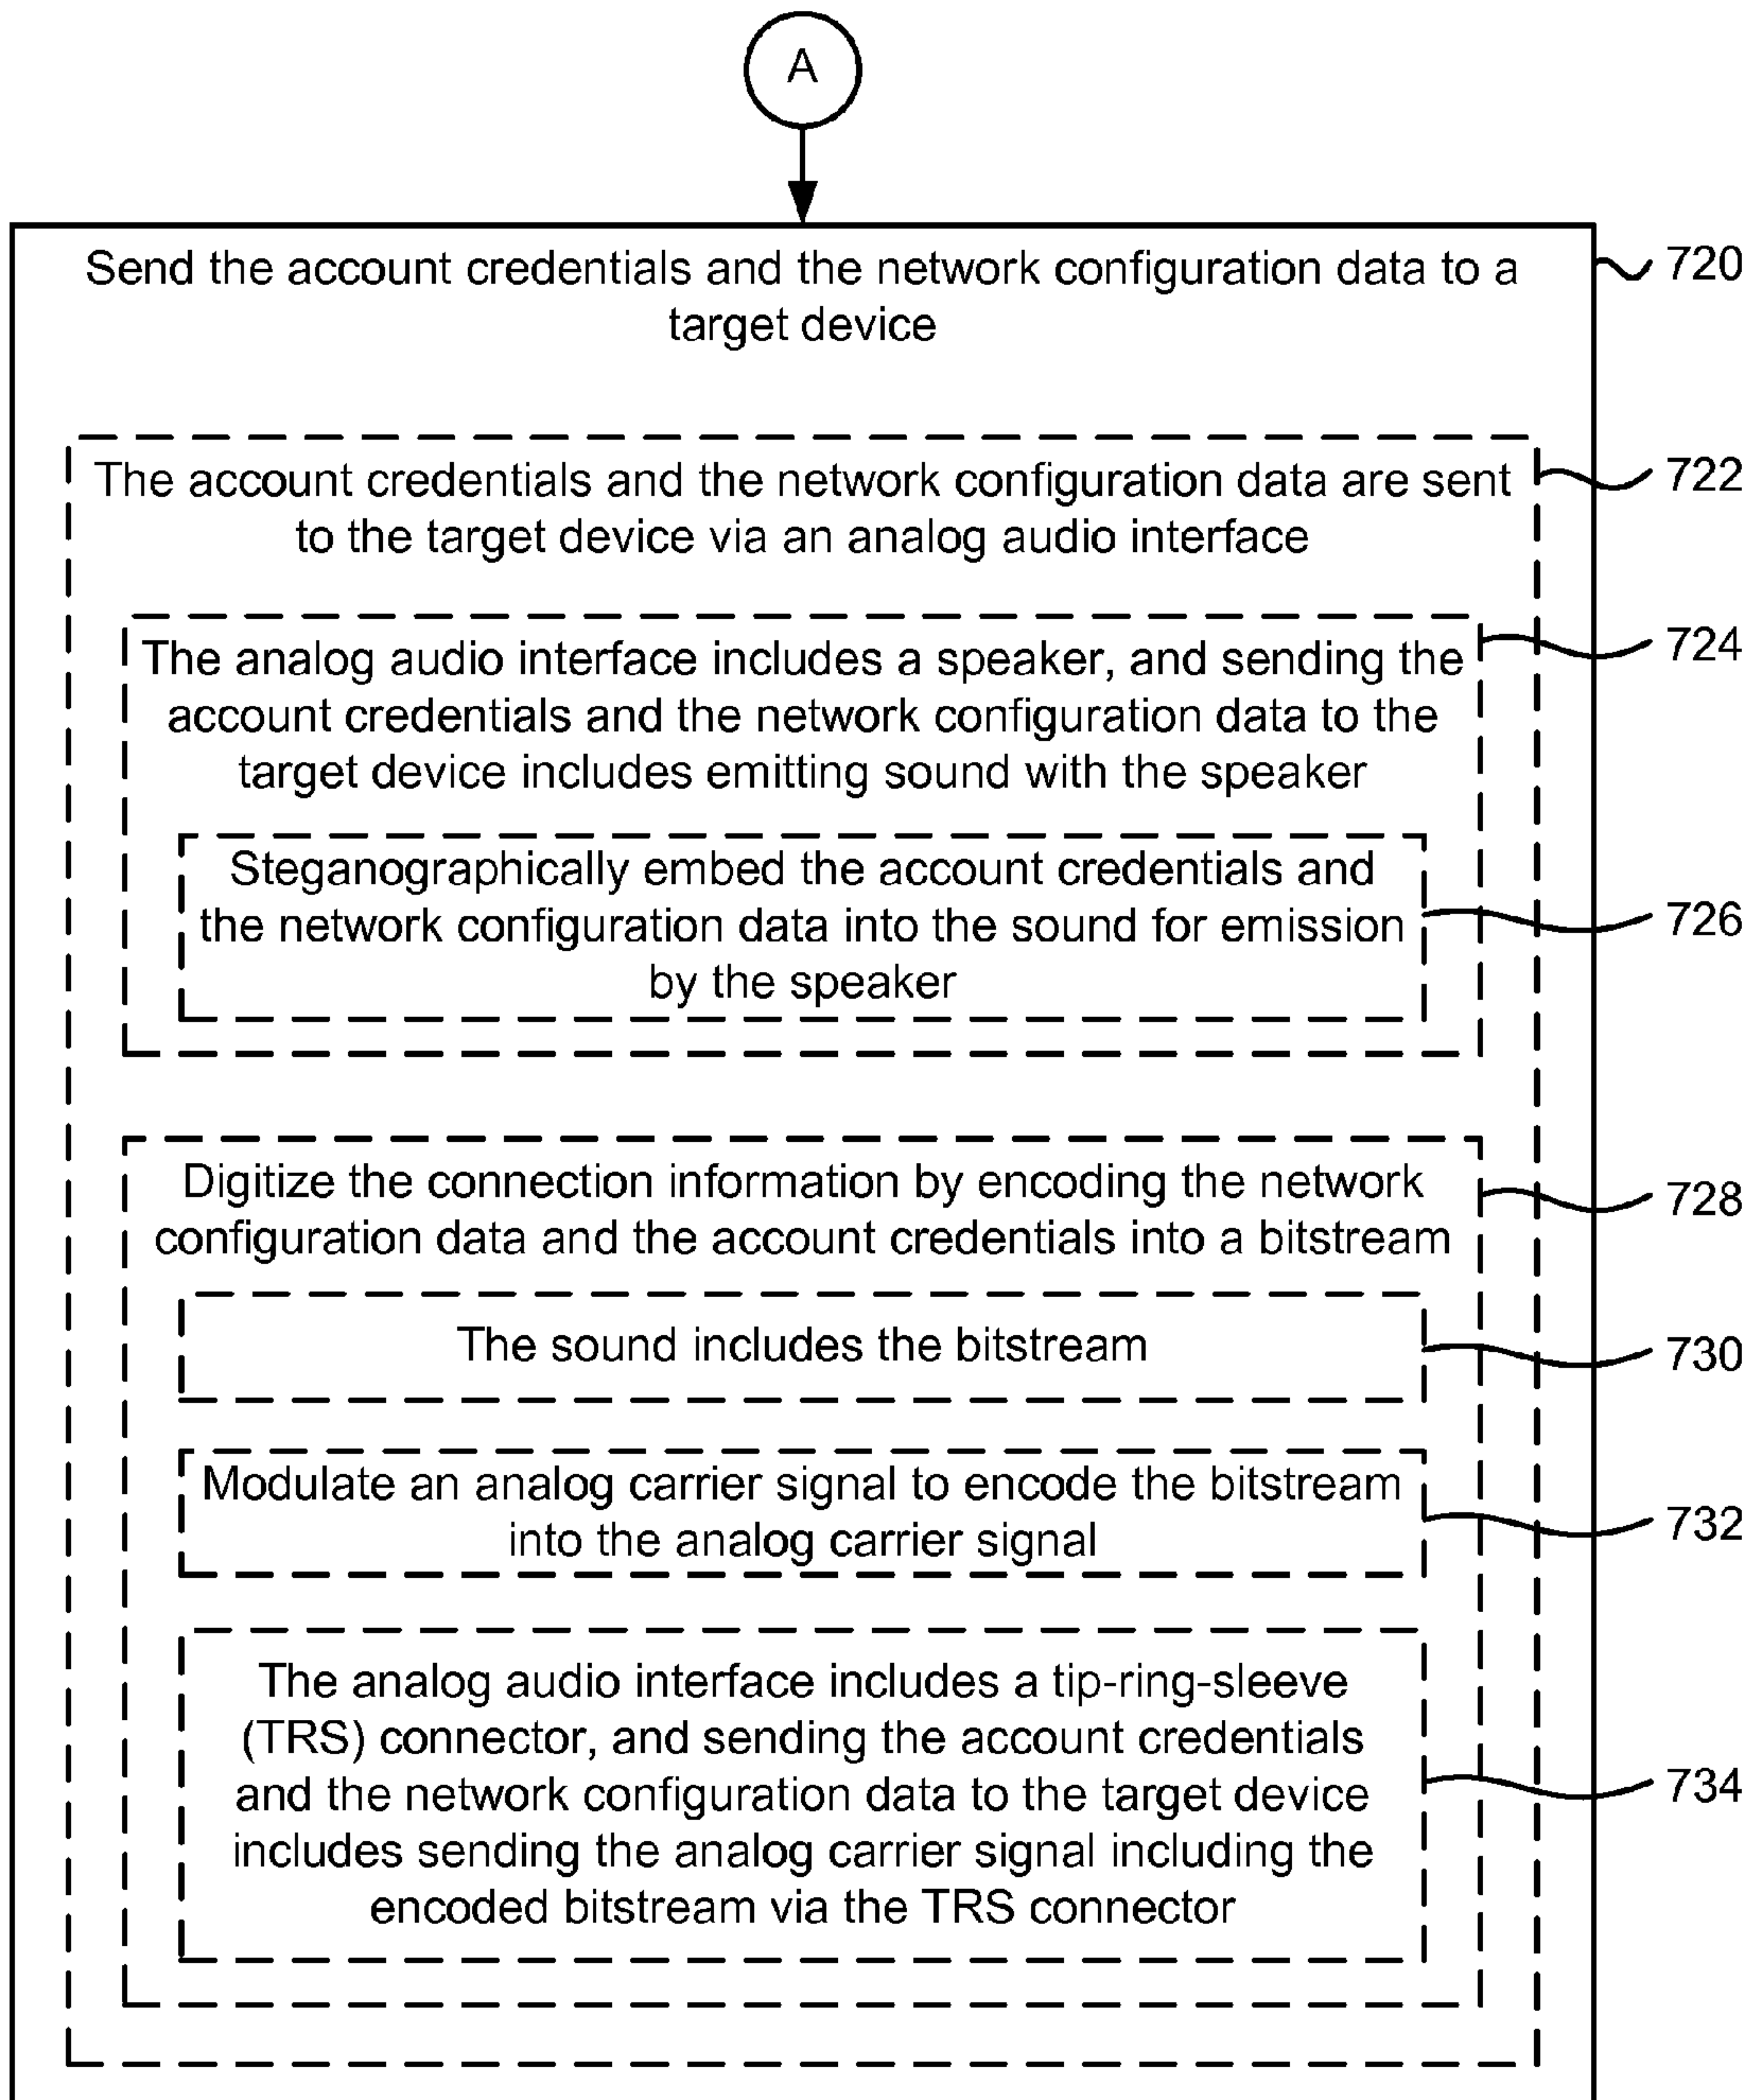 A
Send the account credentials and the network configuration data to a
target device
720
The account credentials and the network configuration data are sent
to the target device via an analog audio interface
722
The analog audio interface includes a speaker, and sending the
account credentials and the network configuration data to the
target device includes emitting sound with the speaker
724
Steganographically embed the account credentials and
the network configuration data into the sound for emission
by the speaker
726
Digitize the connection information by encoding the network
configuration data and the account credentials into a bitstream
728
The sound includes the bitstream
730
Modulate an analog carrier signal to encode the bitstream
into the analog carrier signal
732
The analog audio interface includes a tip-ring-sleeve
(TRS) connector, and sending the account credentials
and the network configuration data to the target device
includes sending the analog carrier signal including the
encoded bitstream via the TRS connector
734